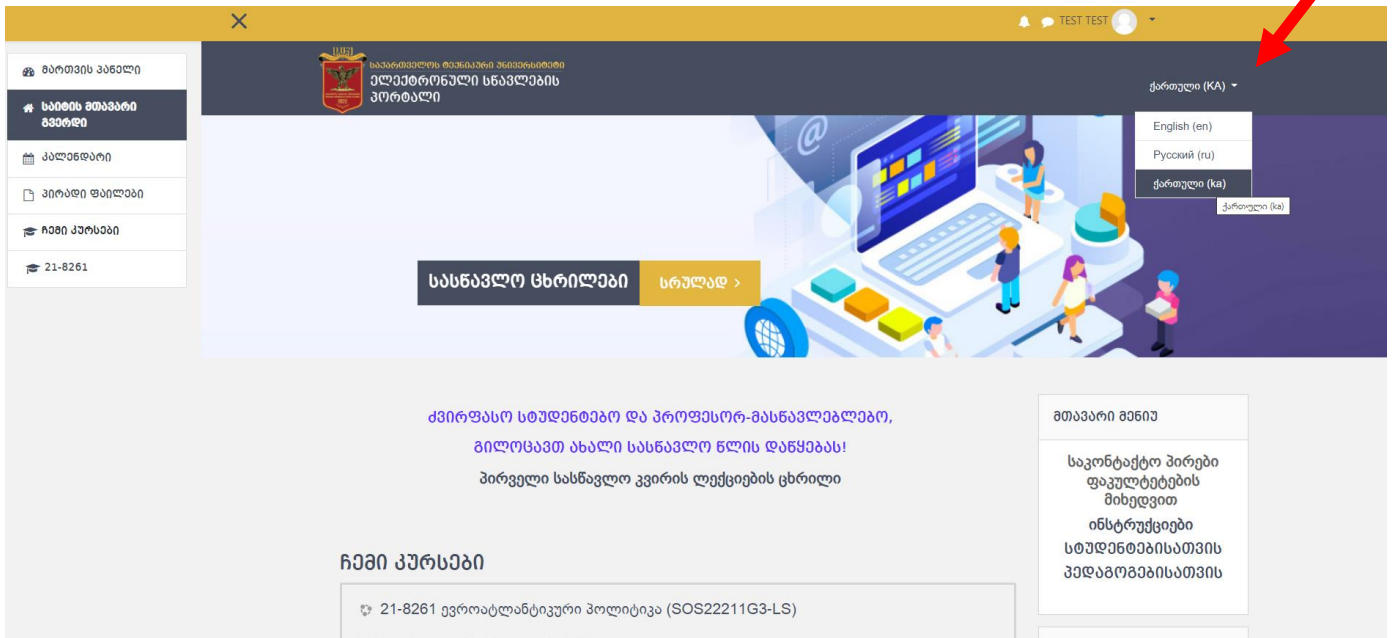 TEST TEST
მართვის პანელი
საიტის მთავარი
გვერდი
კალენდარი
პირადი ფაილები
ჩემი კურსები
21-8261
საქართველოს ტექნიკური უნივერსიტეტი
ელექტრონული სწავლების
პორტალი
ქართული (KA)
English (en)
Русский (ru)
ქართული (ka)
ქართული (ka)
სასწავლო ცხრილები
სრულად >
ძვირფასო სტუდენტებო და პროფესორ-მასწავლებლებო,
გილოცავთ ახალი სასწავლო წლის დაწყებას!
პირველი სასწავლო კვირის ლექციების ცხრილი
მთავარი მენიუ
საკონტაქტო პირები
ფაკულტეტების
მიხედვით
ინსტრუქციები
სტუდენტებისათვის
პედაგოგებისათვის
ჩემი კურსები
21-8261 ევროატლანტიკური პოლიტიკა (SOS22211G3-LS)